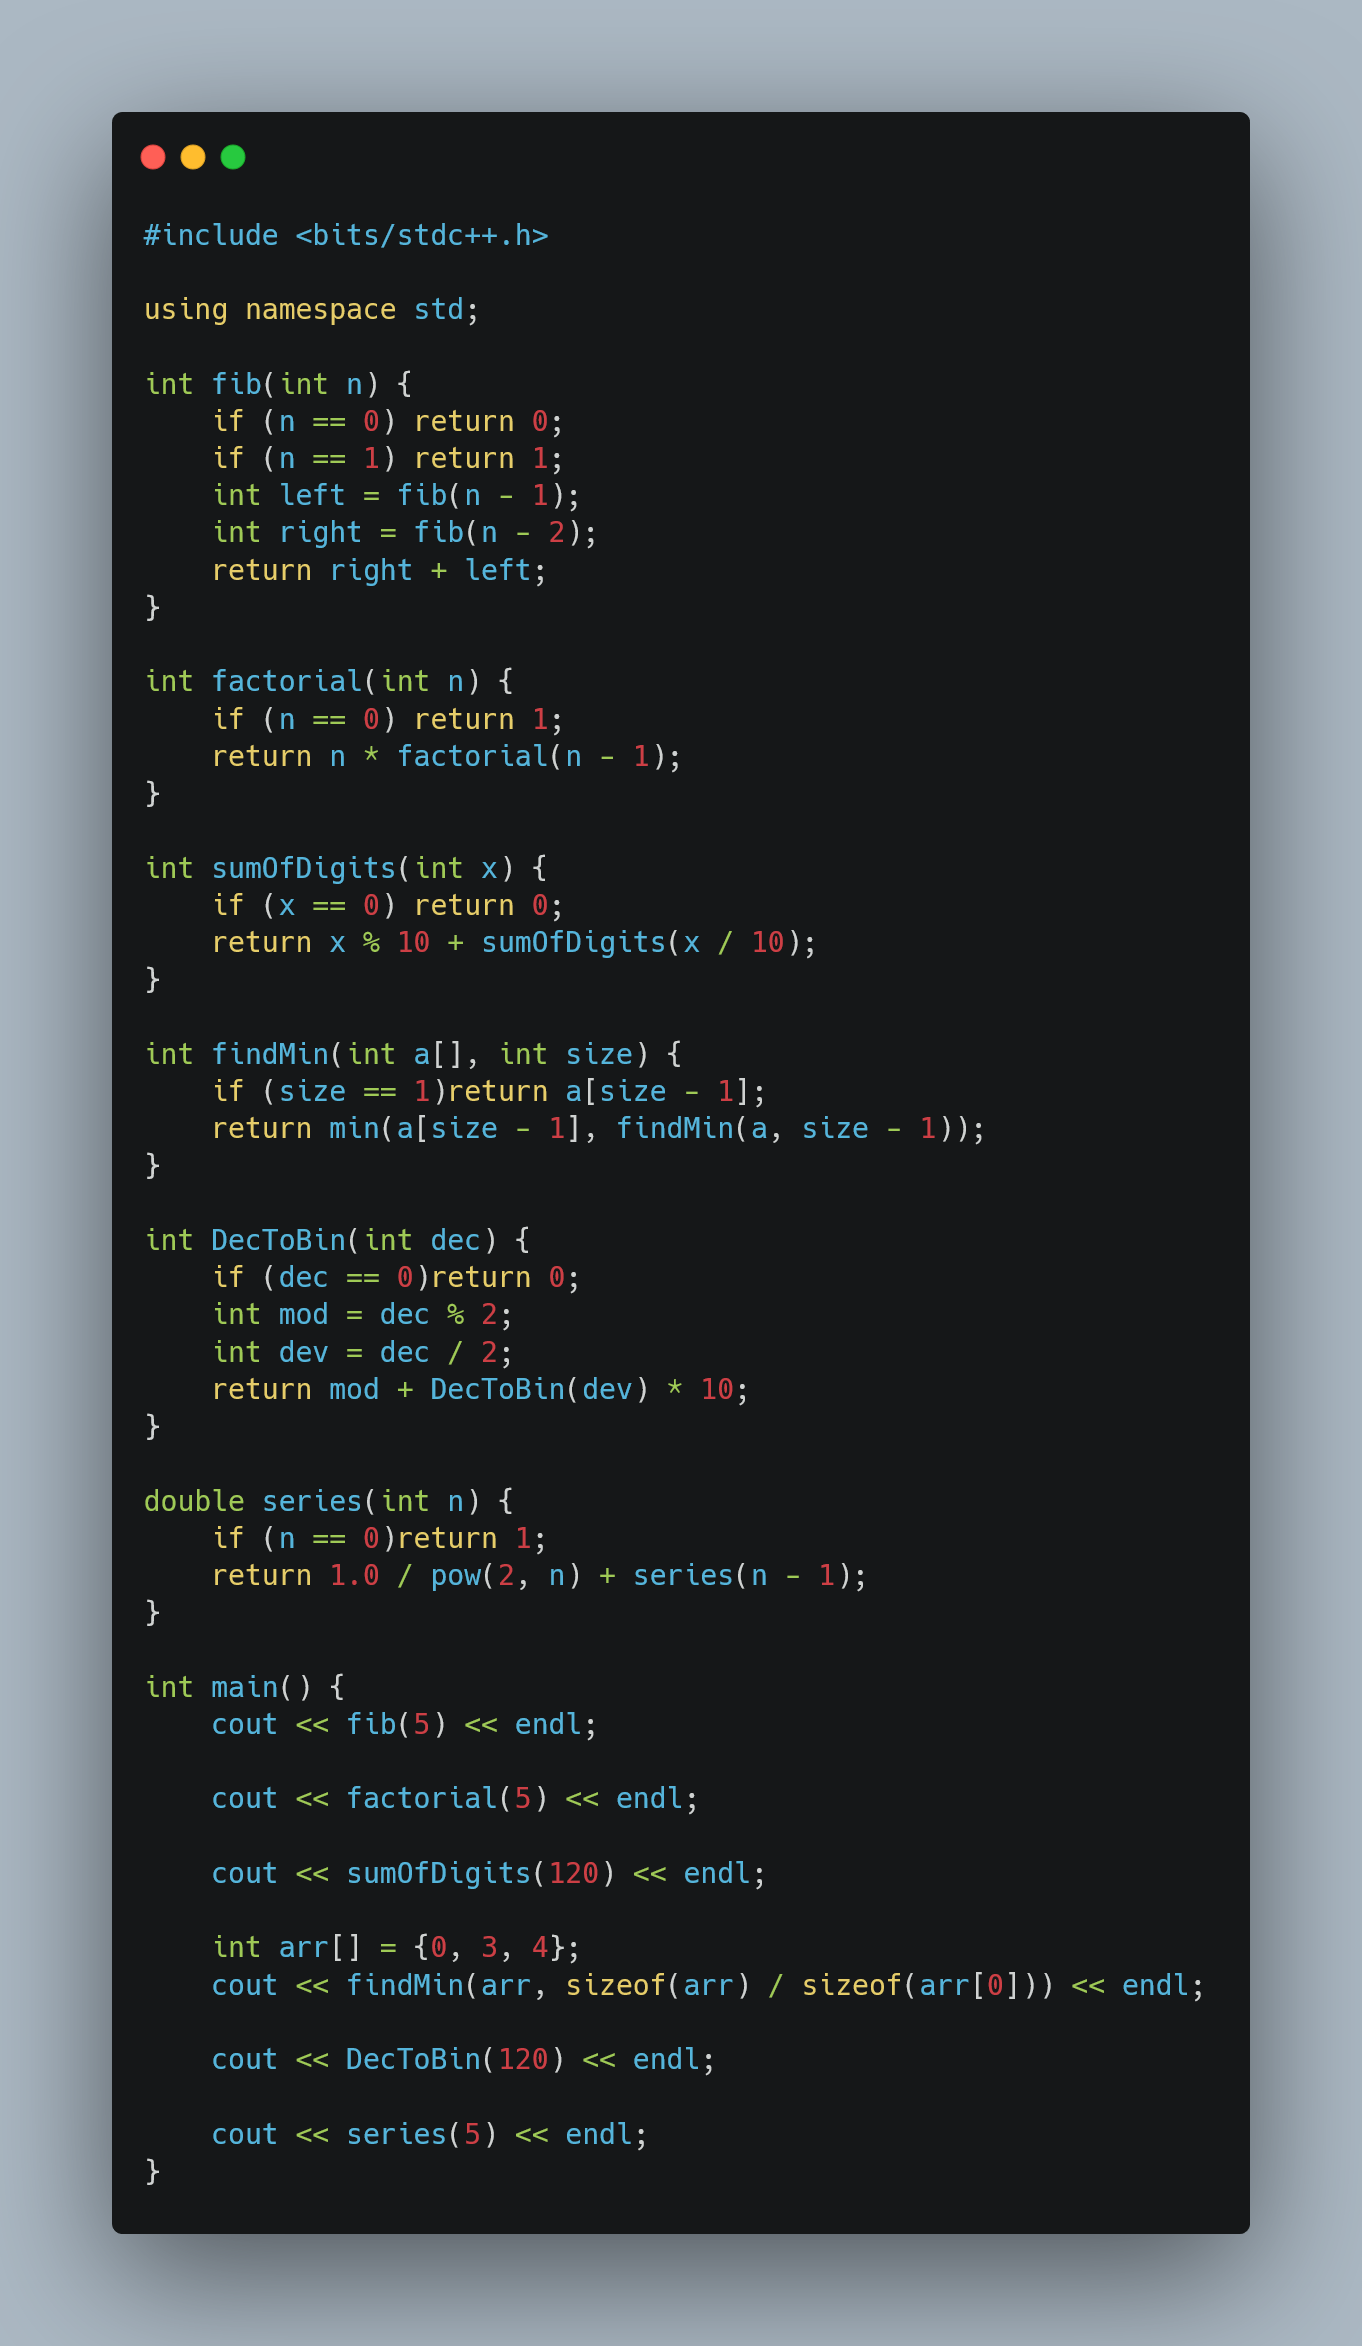 #include <bits/stdc++.h>

using namespace std;

int fib(int n) {
    if (n == 0) return 0;
    if (n == 1) return 1;
    int left = fib(n - 1);
    int right = fib(n - 2);
    return right + left;
}

int factorial(int n) {
    if (n == 0) return 1;
    return n * factorial(n - 1);
}

int sumOfDigits(int x) {
    if (x == 0) return 0;
    return x % 10 + sumOfDigits(x / 10);
}

int findMin(int a[], int size) {
    if (size == 1)return a[size - 1];
    return min(a[size - 1], findMin(a, size - 1));
}

int DecToBin(int dec) {
    if (dec == 0)return 0;
    int mod = dec % 2;
    int dev = dec / 2;
    return mod + DecToBin(dev) * 10;
}

double series(int n) {
    if (n == 0)return 1;
    return 1.0 / pow(2, n) + series(n - 1);
}

int main() {
    cout << fib(5) << endl;

    cout << factorial(5) << endl;

    cout << sumOfDigits(120) << endl;

    int arr[] = {0, 3, 4};
    cout << findMin(arr, sizeof(arr) / sizeof(arr[0])) << endl;

    cout << DecToBin(120) << endl;

    cout << series(5) << endl;
}